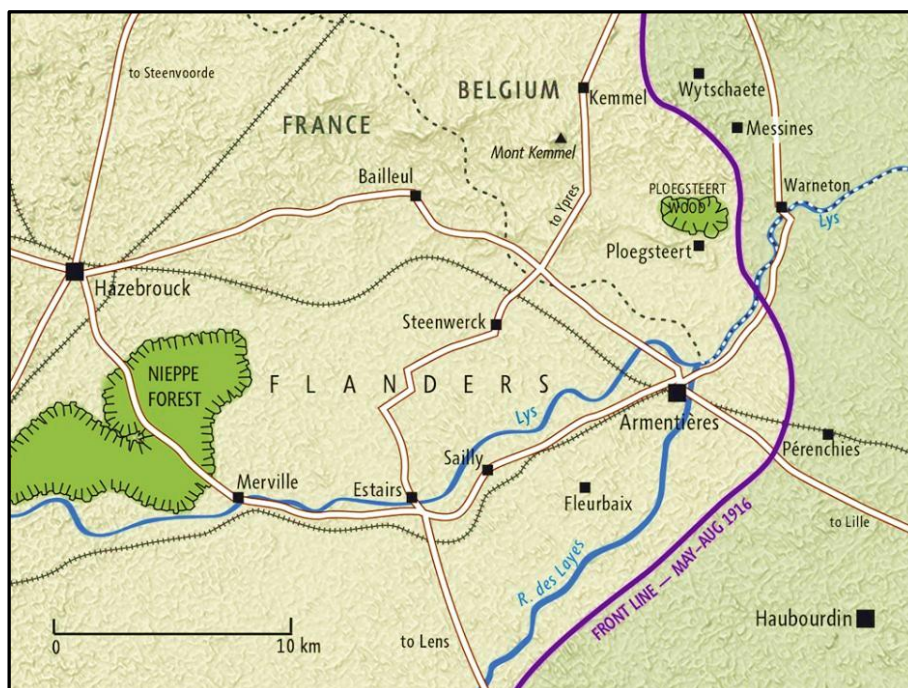 to Steenvoorde
BELGIUM
Wytschaete
Kemmel
FRANCE
Messines
Mont Kemmel
Bailleul
PLOEGSTEERT
WOOD
Warneton
to Ypres
Lys
Ploegsteert
Hazebrouck
Steenwerck
NIEPPE
FOREST
FLANDERS
Lys
Armentières
Sailly
Pérenchies
Merville
Estairs
Fleurbaix
to Lille
R. des Layes
FRONT LINE — MAY–AUG 1916
Haubourdin
0 10 km
to Lens